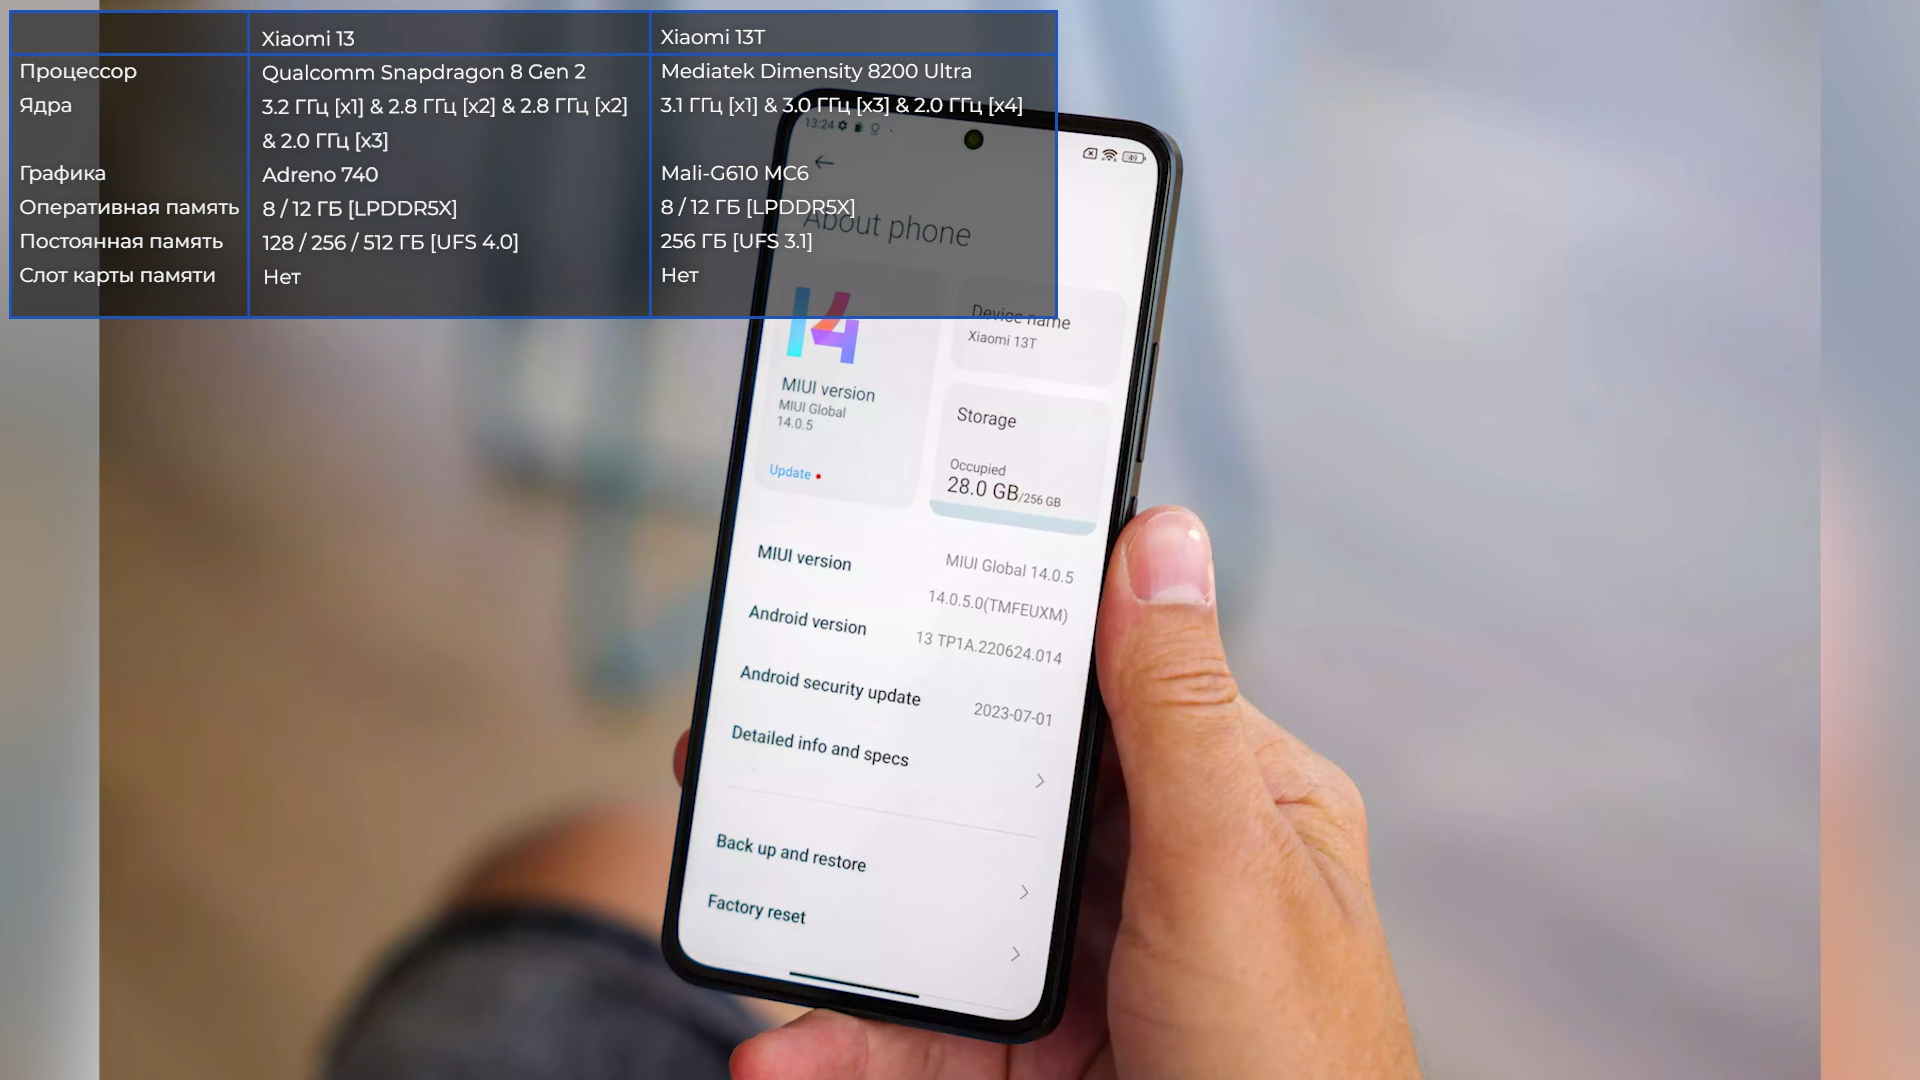 Xiaomi 13
Xiaomi 13T
Процессор
Qualcomm Snapdragon 8 Gen 2
Mediatek Dimensity 8200 Ultra
Ядра
3.2 ГГц [x1] & 2.8 ГГц [x2] & 2.8 ГГц [x2]
& 2.0 ГГц [x3]
3.1 ГГц [x1] & 3.0 ГГц [x3] & 2.0 ГГц [x4]
Графика
Adreno 740
Mali-G610 MC6
Оперативная память
8 / 12 ГБ [LPDDR5X]
8 / 12 ГБ [LPDDR5X]
Постоянная память
128 / 256 / 512 ГБ [UFS 4.0]
256 ГБ [UFS 3.1]
Слот карты памяти
Нет
Нет
13:24
49
About phone
14
MIUI version
MIUI Global
14.0.5
Update
Device name
Xiaomi 13T
Storage
Occupied
28.0 GB/256 GB
MIUI version
MIUI Global 14.0.5
14.0.5.0(TMFEUXM)
Android version
13 TP1A.220624.014
Android security update
2023-07-01
Detailed info and specs
Back up and restore
Factory reset